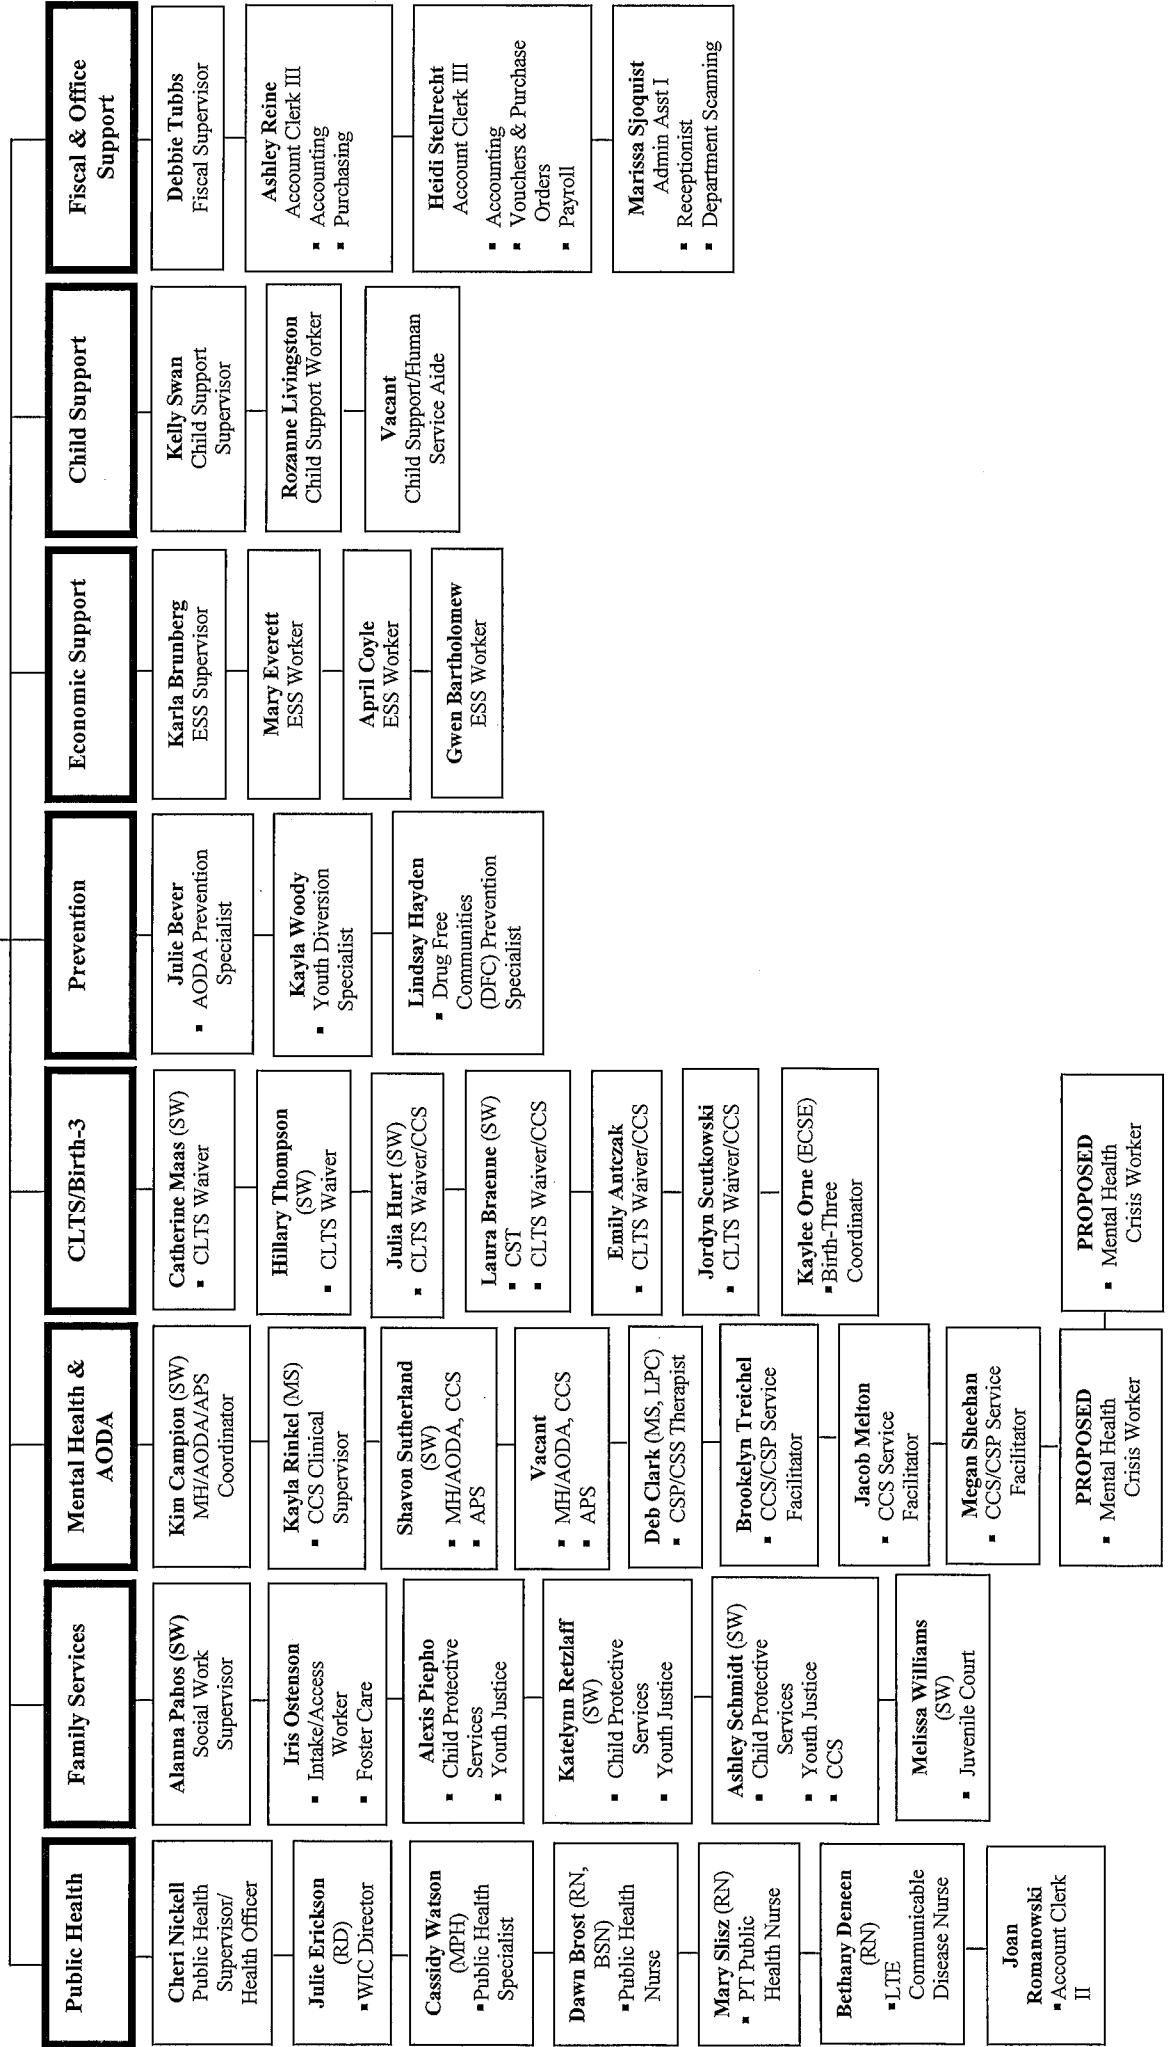 Public Health
Cheri Nickell
Public Health
Supervisor/
Health Officer
Julie Erickson
(RD)
▪ WIC Director
Cassidy Watson
(MPH)
▪ Public Health
Specialist
Dawn Brost (RN,
BSN)
▪ Public Health
Nurse
Mary Slisz (RN)
▪ PT Public
Health Nurse
Bethany Deneen
(RN)
▪ LTE
Communicable
Disease Nurse
Joan
Romanowski
▪ Account Clerk
II
Family Services
Alanna Pahos (SW)
Social Work
Supervisor
Iris Ostenson
▪ Intake/Access
Worker
▪ Foster Care
Alexis Piepho
▪ Child Protective
Services
▪ Youth Justice
Katelynn Retzlaff
(SW)
▪ Child Protective
Services
▪ Youth Justice
Ashley Schmidt (SW)
▪ Child Protective
Services
▪ Youth Justice
▪ CCS
Melissa Williams
(SW)
▪ Juvenile Court
Mental Health &
AODA
Kim Campion (SW)
MH/AODA/APS
Coordinator
Kayla Rinkel (MS)
▪ CCS Clinical
Supervisor
Shavon Sutherland
(SW)
▪ MH/AODA, CCS
▪ APS
Vacant
▪ MH/AODA, CCS
▪ APS
Deb Clark (MS, LPC)
▪ CSP/CSS Therapist
Brookelyn Treichel
▪ CCS/CSP Service
Facilitator
Jacob Melton
▪ CCS Service
Facilitator
Megan Sheehan
▪ CCS/CSP Service
Facilitator
PROPOSED
▪ Mental Health
Crisis Worker
CLTS/Birth-3
Catherine Maas (SW)
▪ CLTS Waiver
Hillary Thompson
(SW)
▪ CLTS Waiver
Julia Hurt (SW)
▪ CLTS Waiver/CCS
Laura Braenne (SW)
▪ CST
▪ CLTS Waiver/CCS
Emily Antczak
▪ CLTS Waiver/CCS
Jordyn Scutkowski
▪ CLTS Waiver/CCS
Kaylee Orne (ECSE)
▪ Birth-Three
Coordinator
PROPOSED
▪ Mental Health
Crisis Worker
Prevention
Julie Bever
▪ AODA Prevention
Specialist
Kayla Woody
▪ Youth Diversion
Specialist
Lindsay Hayden
▪ Drug Free
Communities
(DFC) Prevention
Specialist
Economic Support
Karla Brunberg
ESS Supervisor
Mary Everett
ESS Worker
April Coyle
ESS Worker
Gwen Bartholomew
ESS Worker
Child Support
Kelly Swan
Child Support
Supervisor
Rozanne Livingston
Child Support Worker
Vacant
Child Support/Human
Service Aide
Fiscal & Office
Support
Debbie Tubbs
Fiscal Supervisor
Ashley Reine
Account Clerk III
▪ Accounting
▪ Purchasing
Heidi Stellrecht
Account Clerk III
▪ Accounting
▪ Vouchers & Purchase
Orders
▪ Payroll
Marissa Sjoquist
Admin Asst I
▪ Receptionist
▪ Department Scanning